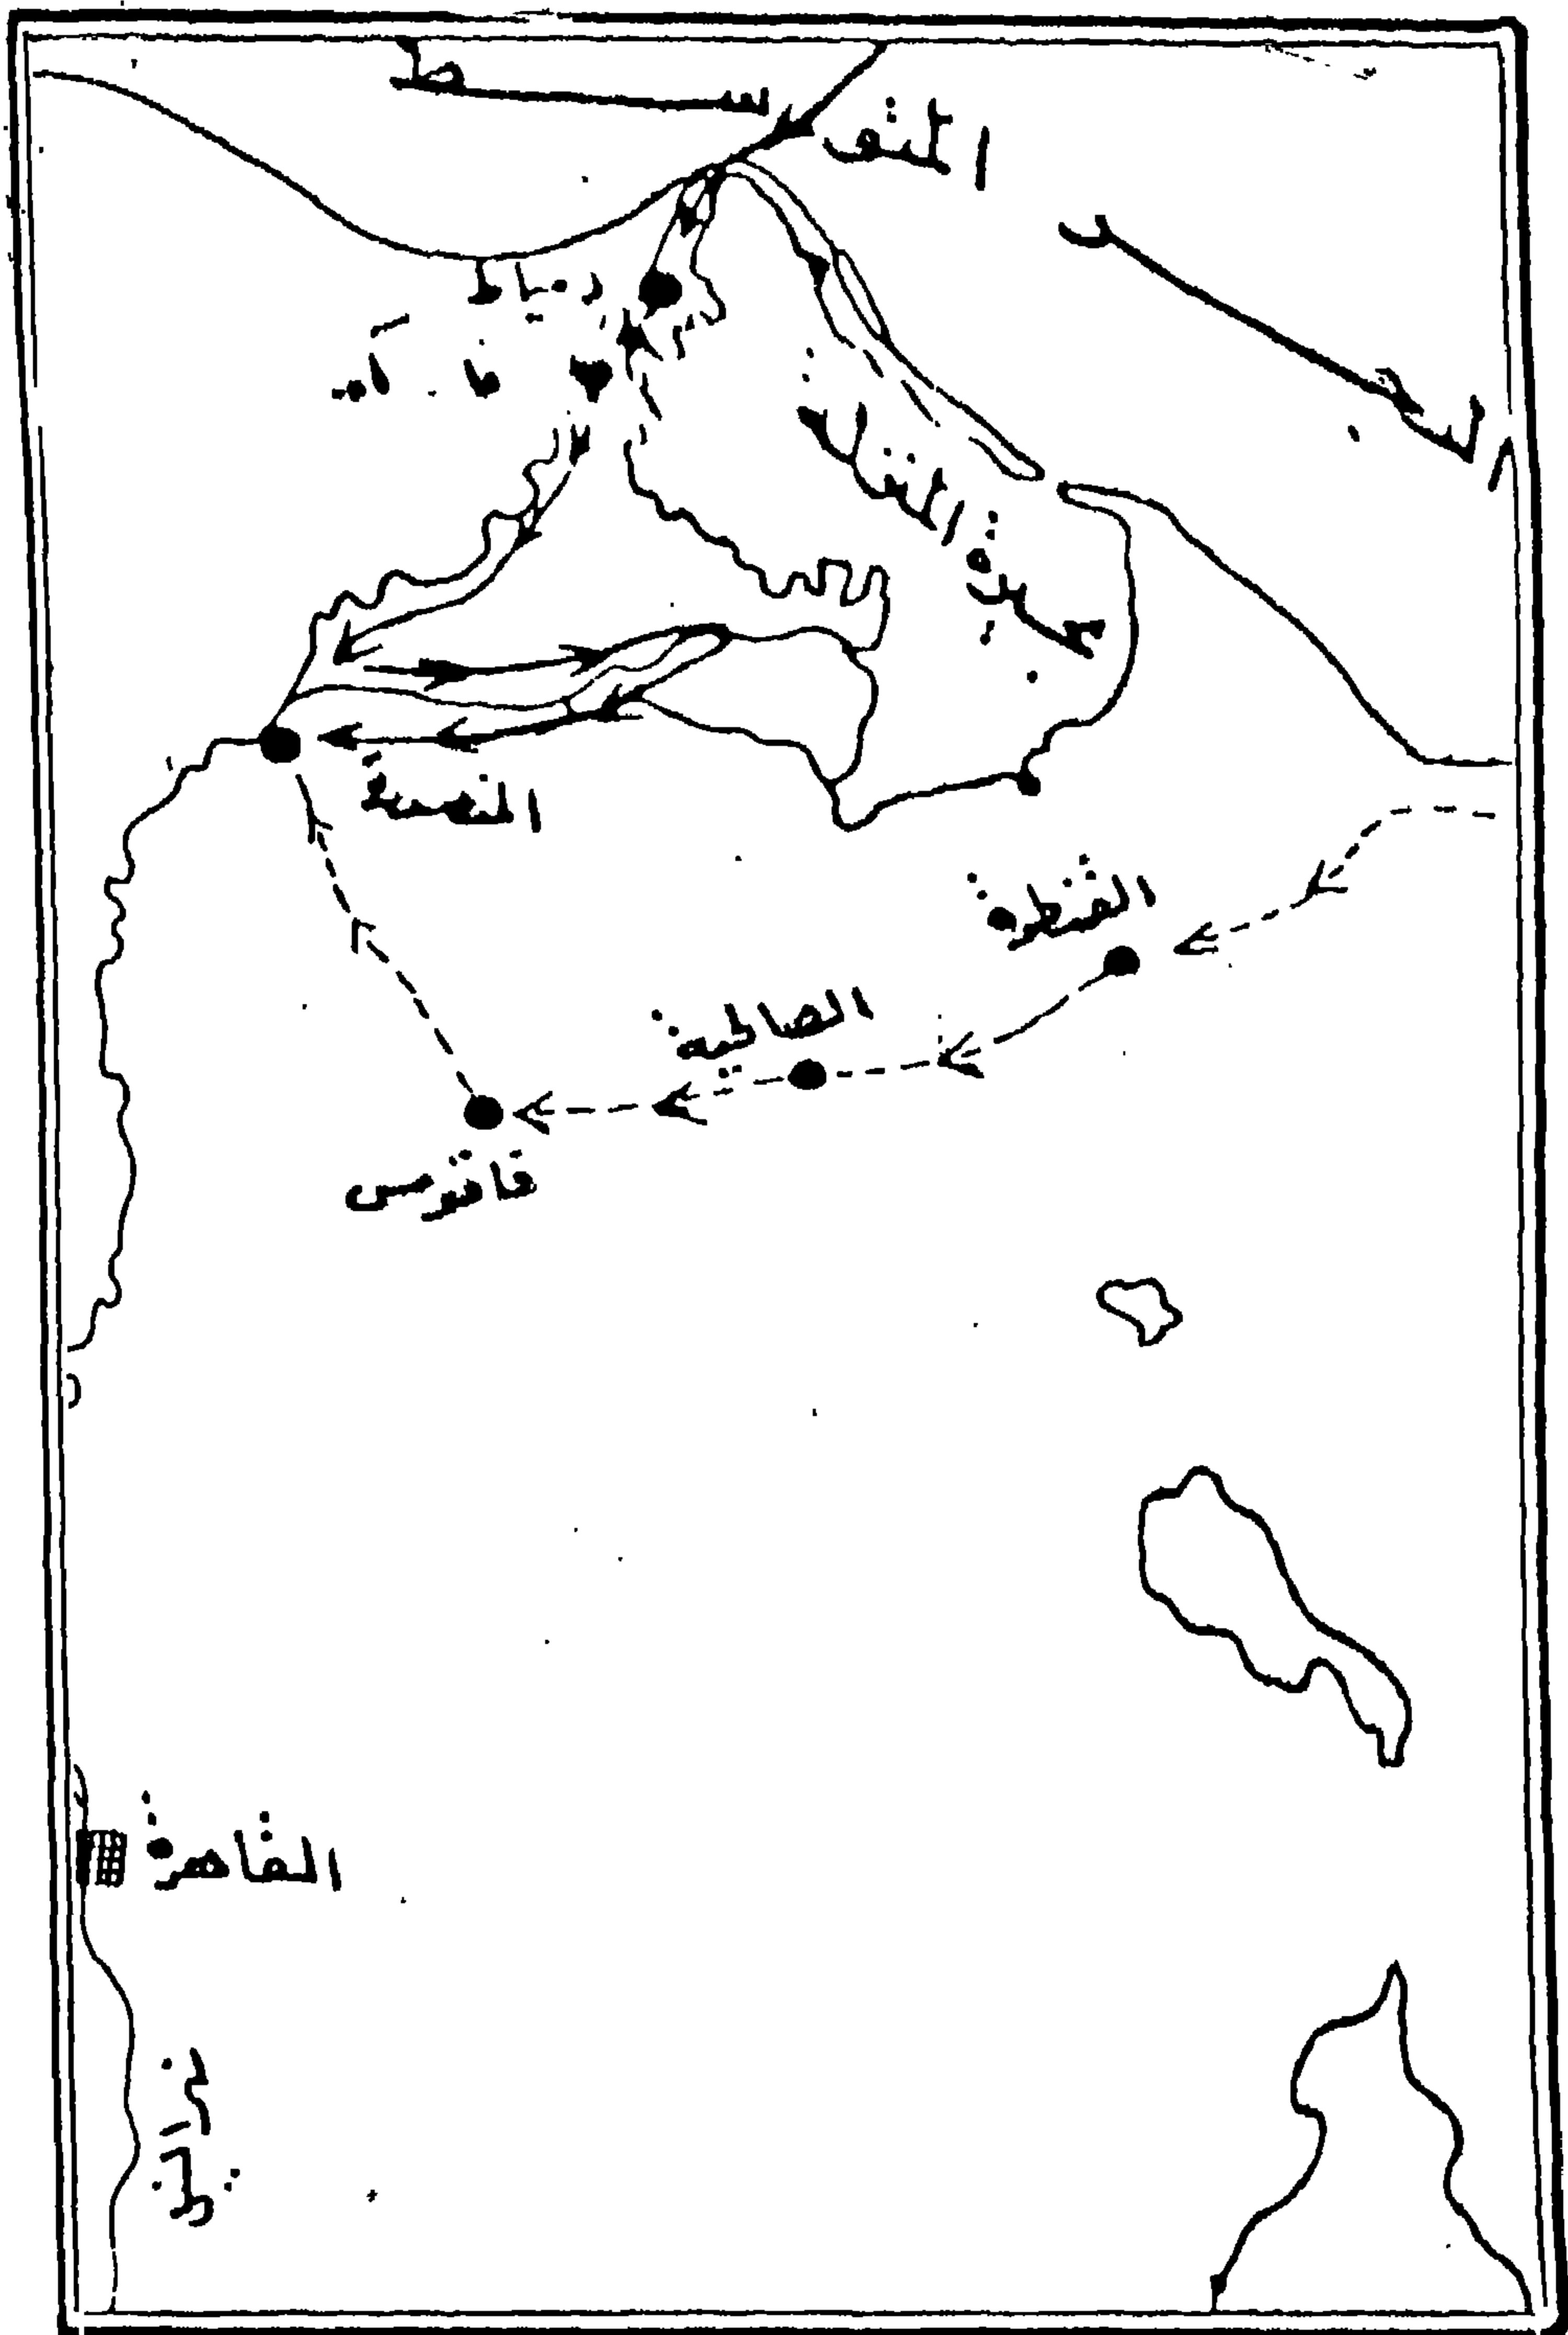 البحر
المتوسط
دمياط
بحيرة المنزلة
المنصورة
القنطرة
الصالحية
فاقوس
القاهرة